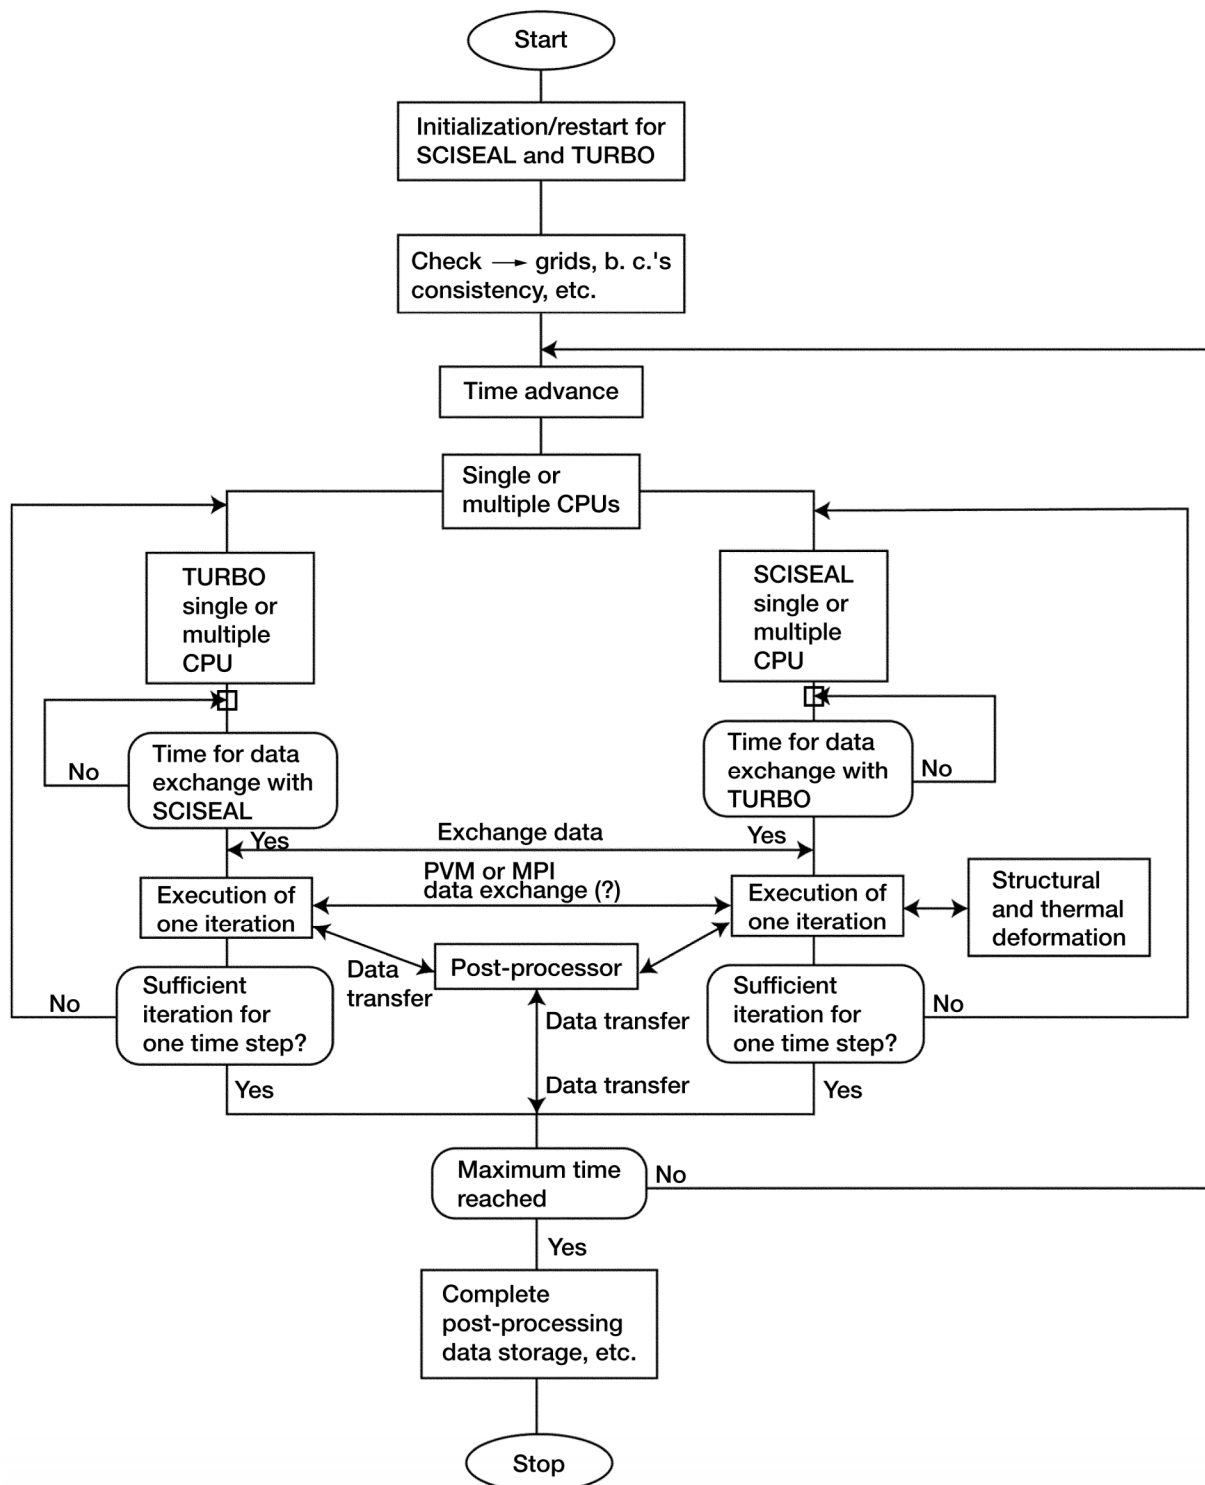 Start
Initialization/restart for
SCISEAL and TURBO
Check → grids, b. c.'s
consistency, etc.
Time advance
Single or
multiple CPUs
TURBO
single or
multiple
CPU
SCISEAL
single or
multiple
CPU
Time for data
exchange with
SCISEAL
No
Time for data
exchange with
TURBO
No
Yes
Exchange data
Yes
PVM or MPI
data exchange (?)
Execution of
one iteration
Execution of
one iteration
Structural
and thermal
deformation
Post-processor
Data
transfer
Sufficient
iteration for
one time step?
No
Data transfer
Sufficient
iteration for
one time step?
No
Yes
Data transfer
Yes
Maximum time
reached
No
Yes
Complete
post-processing
data storage, etc.
Stop